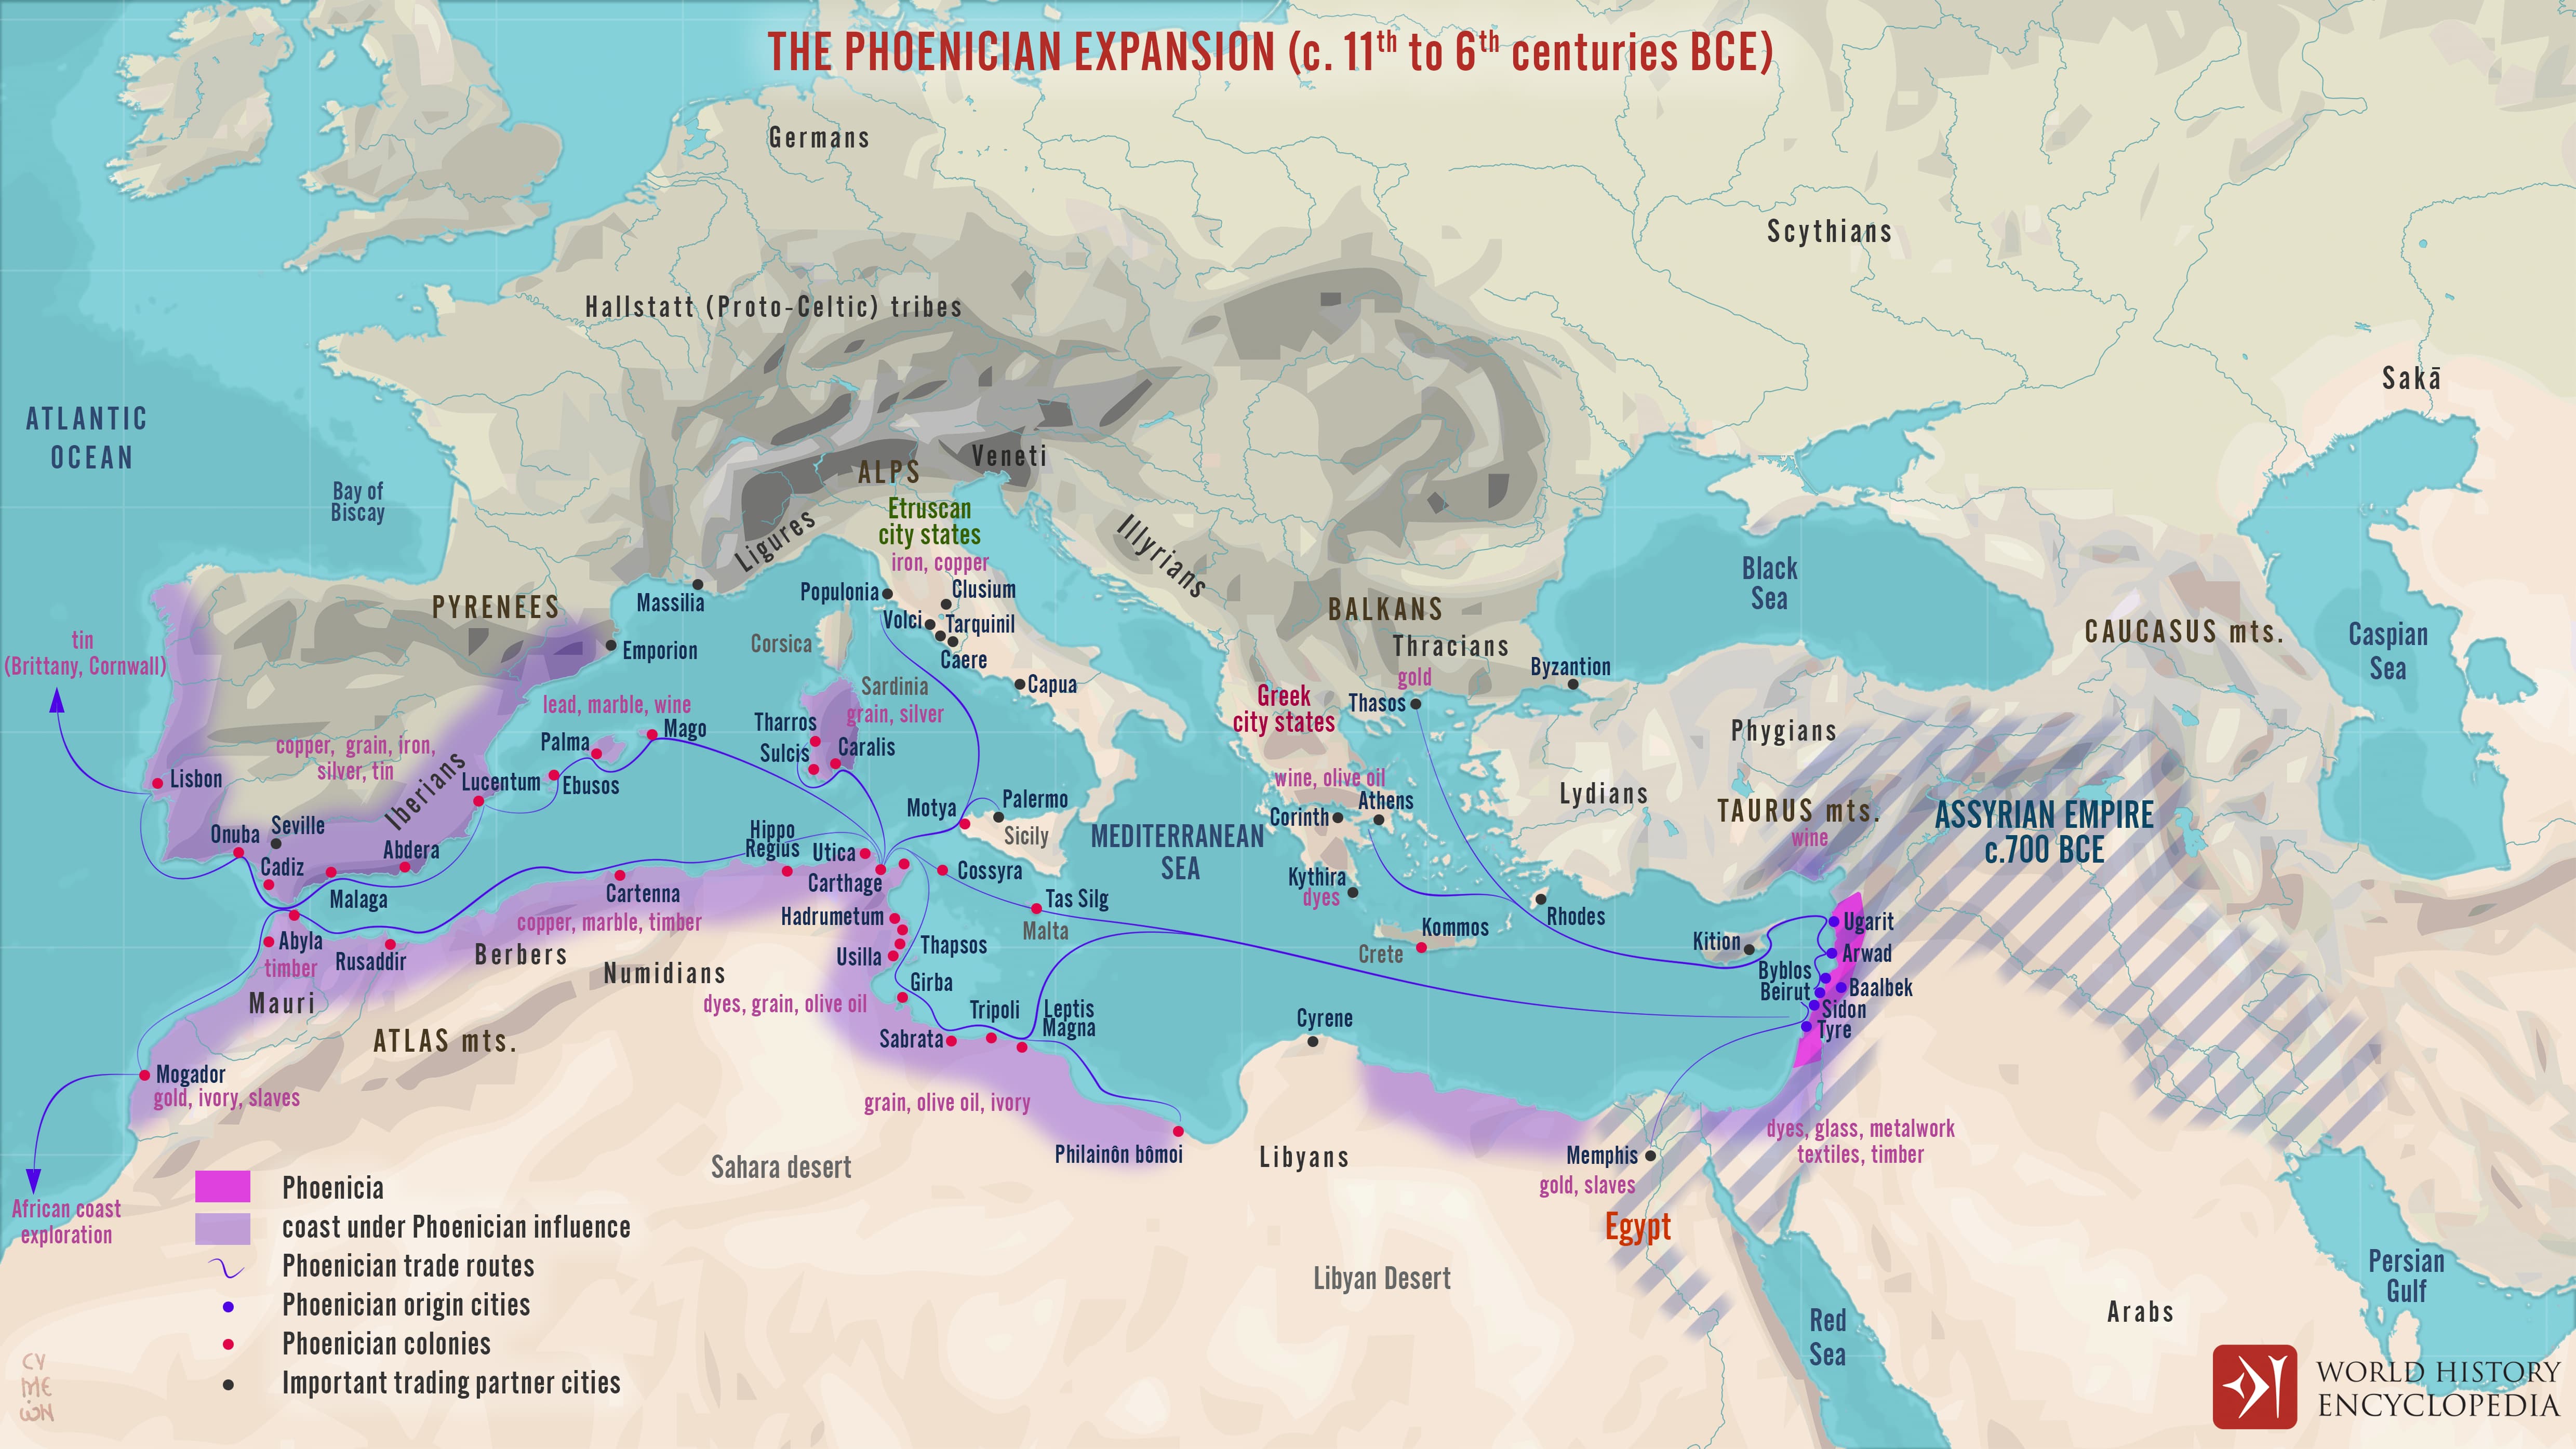 THE PHOENICIAN EXPANSION (c. 11th to 6th centuries BCE)
Germans
Scythians
Hallstatt (Proto-Celtic) tribes
Sakā
ATLANTIC
OCEAN
Bay of
Biscay
ALPS
Veneti
Etruscan
city states
iron, copper
Ligures
Illyrians
Black
Sea
Caspian
Sea
CAUCASUS mts.
PYRENEES
Massilia
Emporion
Populonia
Clusium
Volci
Tarquinil
Caere
Capua
Corsica
BALKANS
Thracians
gold
Thasos
Byzantion
tin
(Brittany, Cornwall)
lead, marble, wine
Palma
Mago
Ebusos
Lucentum
copper, grain, iron,
silver, tin
Iberians
Lisbon
Onuba
Seville
Cadiz
Malaga
Abdera
Sardinia
grain, silver
Tharros
Sulcis
Caralis
Greek
city states
wine, olive oil
Corinth
Athens
Kythira
dyes
Phygians
Lydians
TAURUS mts.
wine
ASSYRIAN EMPIRE
c.700 BCE
Motya
Palermo
Sicily
MEDITERRANEAN
SEA
Hippo
Regius
Utica
Carthage
Cossyra
Tas Silg
Malta
Cartenna
copper, marble, timber
Hadrumetum
Thapsos
Usilla
Girba
Abyla
timber
Rusaddir
Berbers
Numidians
Mauri
ATLAS mts.
dyes, grain, olive oil
Sabrata
Tripoli
Leptis
Magna
Kommos
Crete
Rhodes
Kition
Ugarit
Arwad
Byblos
Beirut
Baalbek
Sidon
Tyre
Cyrene
Mogador
gold, ivory, slaves
grain, olive oil, ivory
Philainôn bômoi
Libyans
Memphis
gold, slaves
Egypt
dyes, glass, metalwork
textiles, timber
Sahara desert
Libyan Desert
African coast
exploration
Red
Sea
Arabs
Persian
Gulf
Phoenicia
coast under Phoenician influence
Phoenician trade routes
Phoenician origin cities
Phoenician colonies
Important trading partner cities
WORLD HISTORY
ENCYCLOPEDIA